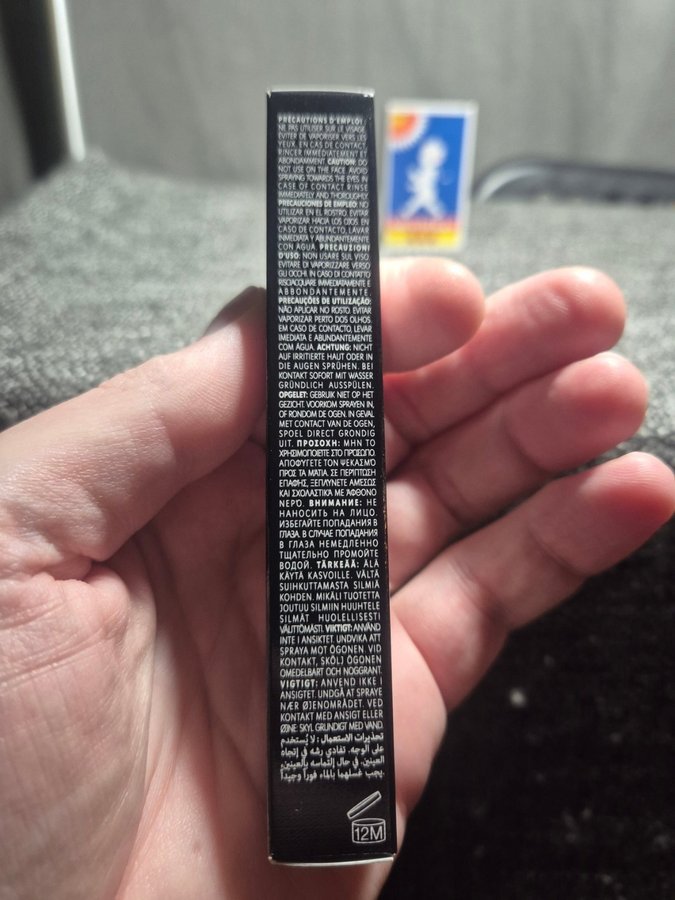 PRÉCAUTIONS D'EMPLOI:
NE PAS UTILISER SUR LE VISAGE.
ÉVITER DE VAPORISER VERS LES
YEUX. EN CAS DE CONTACT,
RINCER IMMÉDIATEMENT ET
ABONDAMMENT. CAUTION: DO
NOT USE ON THE FACE. AVOID
SPRAYING TOWARDS THE EYES. IN
CASE OF CONTACT RINSE
IMMEDIATELY AND THOROUGHLY.
PRECAUCIONES DE EMPLEO: NO
UTILIZAR EN EL ROSTRO. EVITAR
VAPORIZAR HACIA LOS OJOS. EN
CASO DE CONTACTO, LAVAR
INMEDIATA Y ABUNDANTEMENTE
CON AGUA. PRECAUZIONI
D'USO: NON USARE SUL VISO.
EVITARE DI VAPORIZZARE VERSO
GLI OCCHI. IN CASO DI CONTATTO
RISCIACQUARE IMMEDIATAMENTE E
ABBONDANTEMENTE.
PRECAUÇÕES DE UTILIZAÇÃO:
NÃO APLICAR NO ROSTO. EVITAR
VAPORIZAR PERTO DOS OLHOS.
EM CASO DE CONTACTO, LAVAR
IMEDIATA E ABUNDANTEMENTE
COM ÁGUA. ACHTUNG: NICHT
AUF IRRITIERTE HAUT ODER IN
DIE AUGEN SPRÜHEN. BEI
KONTAKT SOFORT MIT WASSER
GRÜNDLICH AUSSPÜLEN.
OPGELET: GEBRUIK NIET OP HET
GEZICHT. VOORKOM SPRAYEN IN,
OF RONDOM DE OGEN. IN GEVAL
MET CONTACT VAN DE OGEN,
SPOEL DIRECT GRONDIG
UIT. ΠΡΟΣΟΧΗ: ΜΗΝ ΤΟ
ΧΡΗΣΙΜΟΠΟΙΕΙΤΕ ΣΤΟ ΠΡΟΣΩΠΟ.
ΑΠΟΦΥΓΕΤΕ ΤΟΝ ΨΕΚΑΣΜΟ
ΠΡΟΣ ΤΑ ΜΑΤΙΑ. ΣΕ ΠΕΡΙΠΤΩΣΗ
ΕΠΑΦΗΣ, ΞΕΠΛΥΝΕΤΕ ΑΜΕΣΩΣ
ΚΑΙ ΣΧΟΛΑΣΤΙΚΑ ΜΕ ΆΦΘΟΝΟ
ΝΕΡΟ. ВНИМАНИЕ: НЕ
НАНОСИТЬ НА ЛИЦО.
ИЗБЕГАЙТЕ ПОПАДАНИЯ В
ГЛАЗА. В СЛУЧАЕ ПОПАДАНИЯ
В ГЛАЗА НЕМЕДЛЕННО
ТЩАТЕЛЬНО ПРОМОЙТЕ
ВОДОЙ. TÄRKEÄÄ: ÄLÄ
KÄYTÄ KASVOILLE. VÄLTÄ
SUIHKUTTAMASTA SILMIÄ
KOHDEN. MIKÄLI TUOTETTA
JOUTUU SILMIIN HUUHTELE
SILMÄT HUOLELLISESTI
VÄLITTÖMÄSTI. VIKTIGT: ANVÄND
INTE I ANSIKTET. UNDVIKA ATT
SPRAYA MOT ÖGONEN. VID
KONTAKT, SKÖLJ ÖGONEN
OMEDELBART OCH NOGGRANT.
VIGTIGT: ANVEND IKKE I
ANSIGTET. UNDGÅ AT SPRAYE
NÆR ØJENOMRÅDET. VED
KONTAKT MED ANSIGT ELLER
ØJNE. SKYL GRUNDIGT MED VAND.
تحذيرات الاستعمال: لا يُستخدم
على الوجه. تفادي رشه في إتجاه
العينين. في حال إلتماسه بالعينين،
يجب غسلهما بالماء فوراً وجيداً.
12M